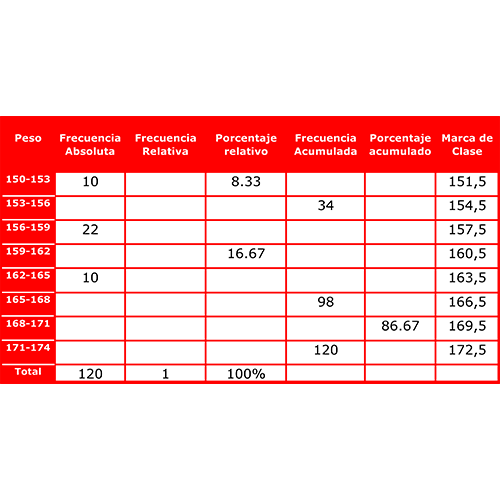 Peso Frecuencia Absoluta Frecuencia Relativa Porcentaje relativo Frecuencia Acumulada Porcentaje acumulado Marca de Clase
150-153 10 8.33 151,5
153-156 34 154,5
156-159 22 157,5
159-162 16.67 160,5
162-165 10 163,5
165-168 98 166,5
168-171 86.67 169,5
171-174 120 172,5
Total 120 1 100%